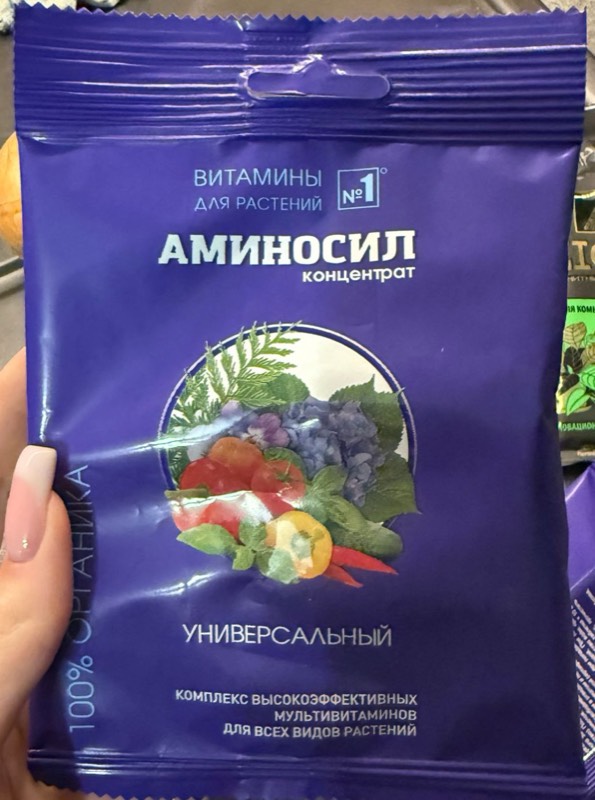 ВИТАМИНЫ
ДЛЯ РАСТЕНИЙ
№1
АМИНОСИЛ
концентрат
100% ОРГАНИКА
УНИВЕРСАЛЬНЫЙ
КОМПЛЕКС ВЫСОКОЭФФЕКТИВНЫХ
МУЛЬТИВИТАМИНОВ
ДЛЯ ВСЕХ ВИДОВ РАСТЕНИЙ